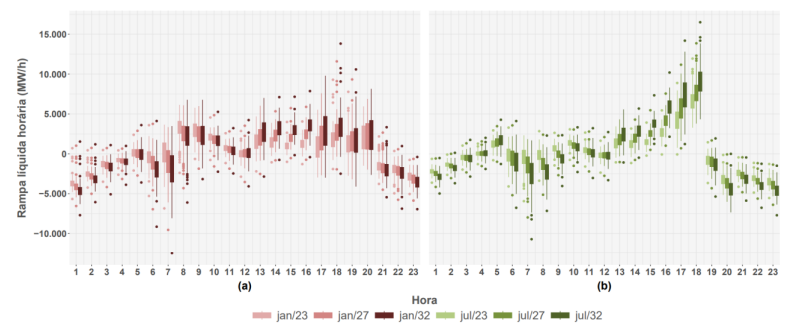 Rampa líquida horária (MW/h)
15.000
10.000
5.000
0
−5.000
−10.000
1 2 3 4 5 6 7 8 9 10 11 12 13 14 15 16 17 18 19 20 21 22 23
1 2 3 4 5 6 7 8 9 10 11 12 13 14 15 16 17 18 19 20 21 22 23
(a) (b)
Hora
jan/23 jan/27 jan/32 jul/23 jul/27 jul/32